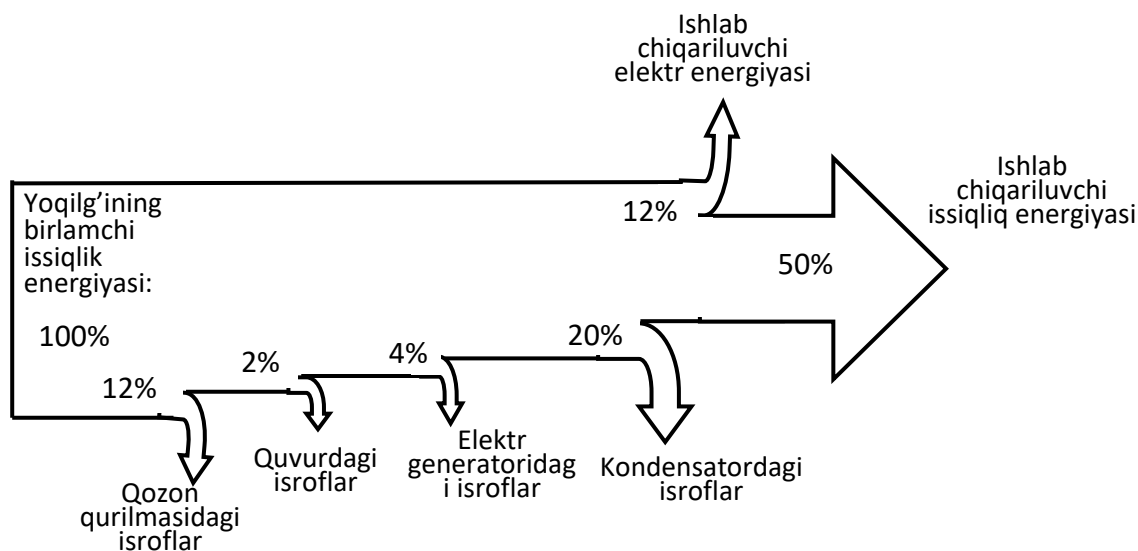 Ishlab
chiqariluvchi
elektr energiyasi
Ishlab
chiqariluvchi
issiqliq energiyasi
Yoqilg’ining
birlamchi
issiqlik
energiyasi:
100%
12%
50%
12%
2%
4%
20%
Qozon
qurilmasidagi
isroflar
Quvurdagi
isroflar
Elektr
generatoridag
i isroflar
Kondensatordagi
isroflar